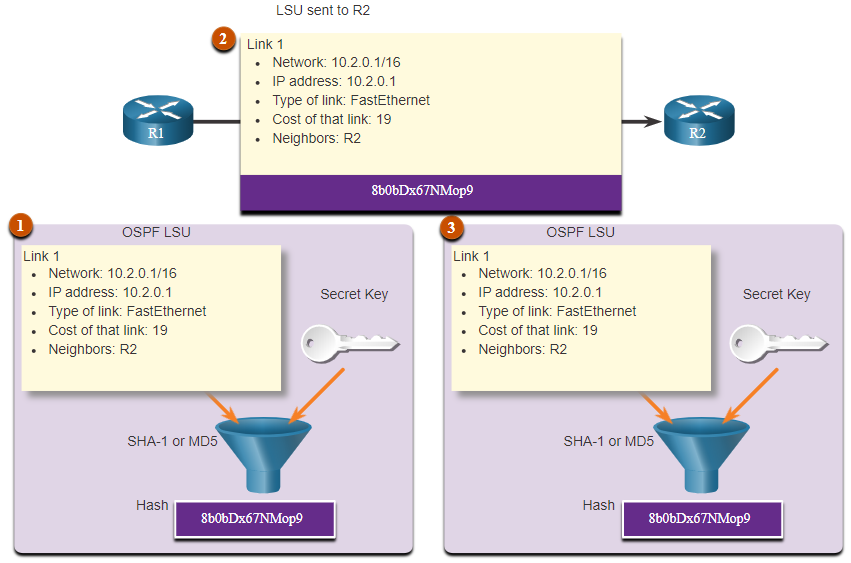 LSU sent to R2
2
Link 1
• Network: 10.2.0.1/16
• IP address: 10.2.0.1
• Type of link: FastEthernet
• Cost of that link: 19
• Neighbors: R2
R1
R2
8b0bDx67NMop9
1
OSPF LSU
Link 1
• Network: 10.2.0.1/16
• IP address: 10.2.0.1
• Type of link: FastEthernet
• Cost of that link: 19
• Neighbors: R2
Secret Key
SHA-1 or MD5
Hash
8b0bDx67NMop9
3
OSPF LSU
Link 1
• Network: 10.2.0.1/16
• IP address: 10.2.0.1
• Type of link: FastEthernet
• Cost of that link: 19
• Neighbors: R2
Secret Key
SHA-1 or MD5
Hash
8b0bDx67NMop9